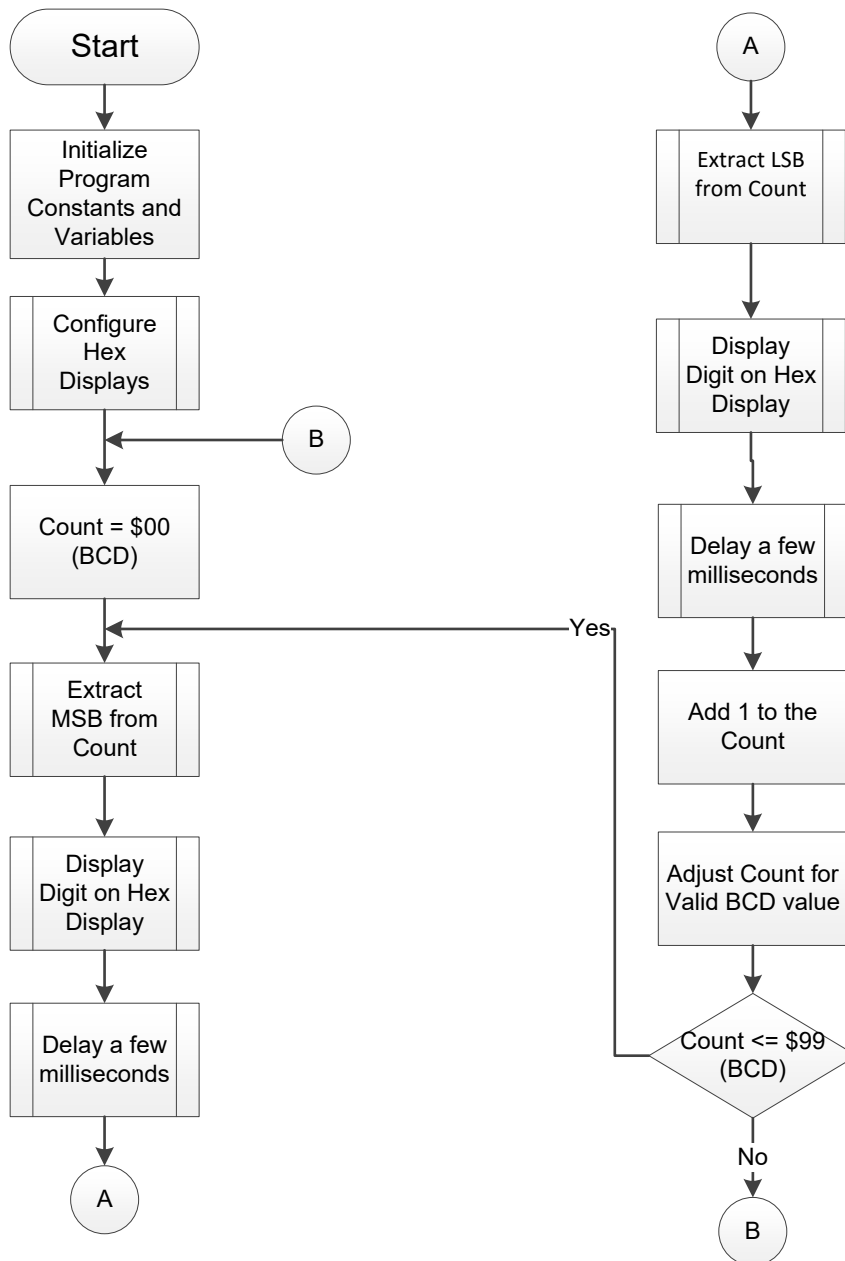 Start
Initialize
Program
Constants and
Variables
Configure
Hex
Displays
B
Count = $00
(BCD)
Extract
MSB from
Count
Display
Digit on Hex
Display
Delay a few
milliseconds
A
A
Extract LSB
from Count
Display
Digit on Hex
Display
Delay a few
milliseconds
Add 1 to the
Count
Adjust Count for
Valid BCD value
Count <= $99
(BCD)
Yes
No
B